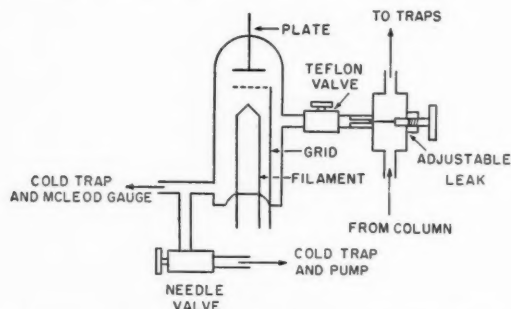 TO TRAPS
PLATE
TEFLON
VALVE
GRID
ADJUSTABLE
LEAK
FILAMENT
COLD TRAP
AND MCLEOD GAUGE
FROM COLUMN
COLD TRAP
AND PUMP
NEEDLE
VALVE